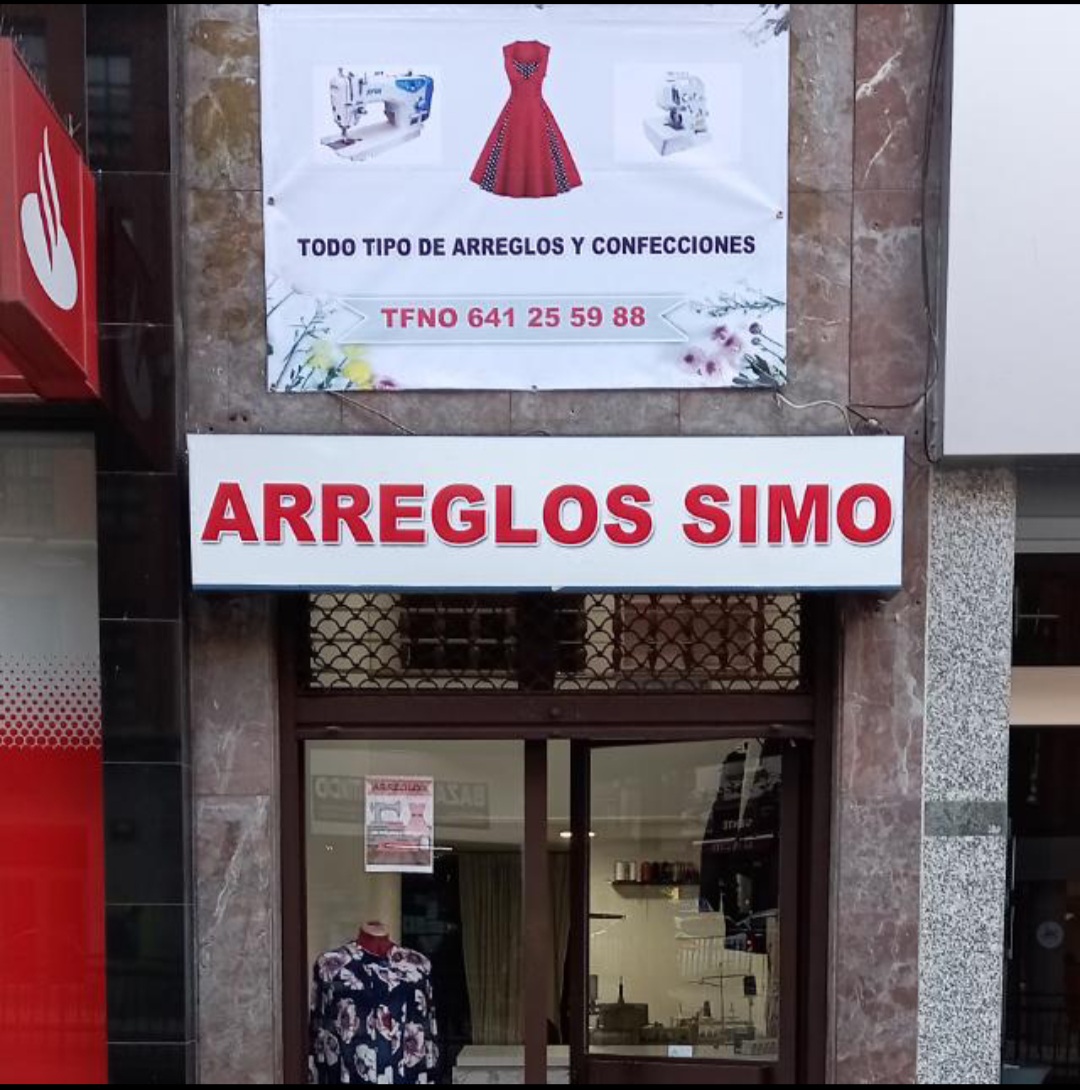 TODO TIPO DE ARREGLOS Y CONFECCIONES
TFNO 641 25 59 88
ARREGLOS SIMO